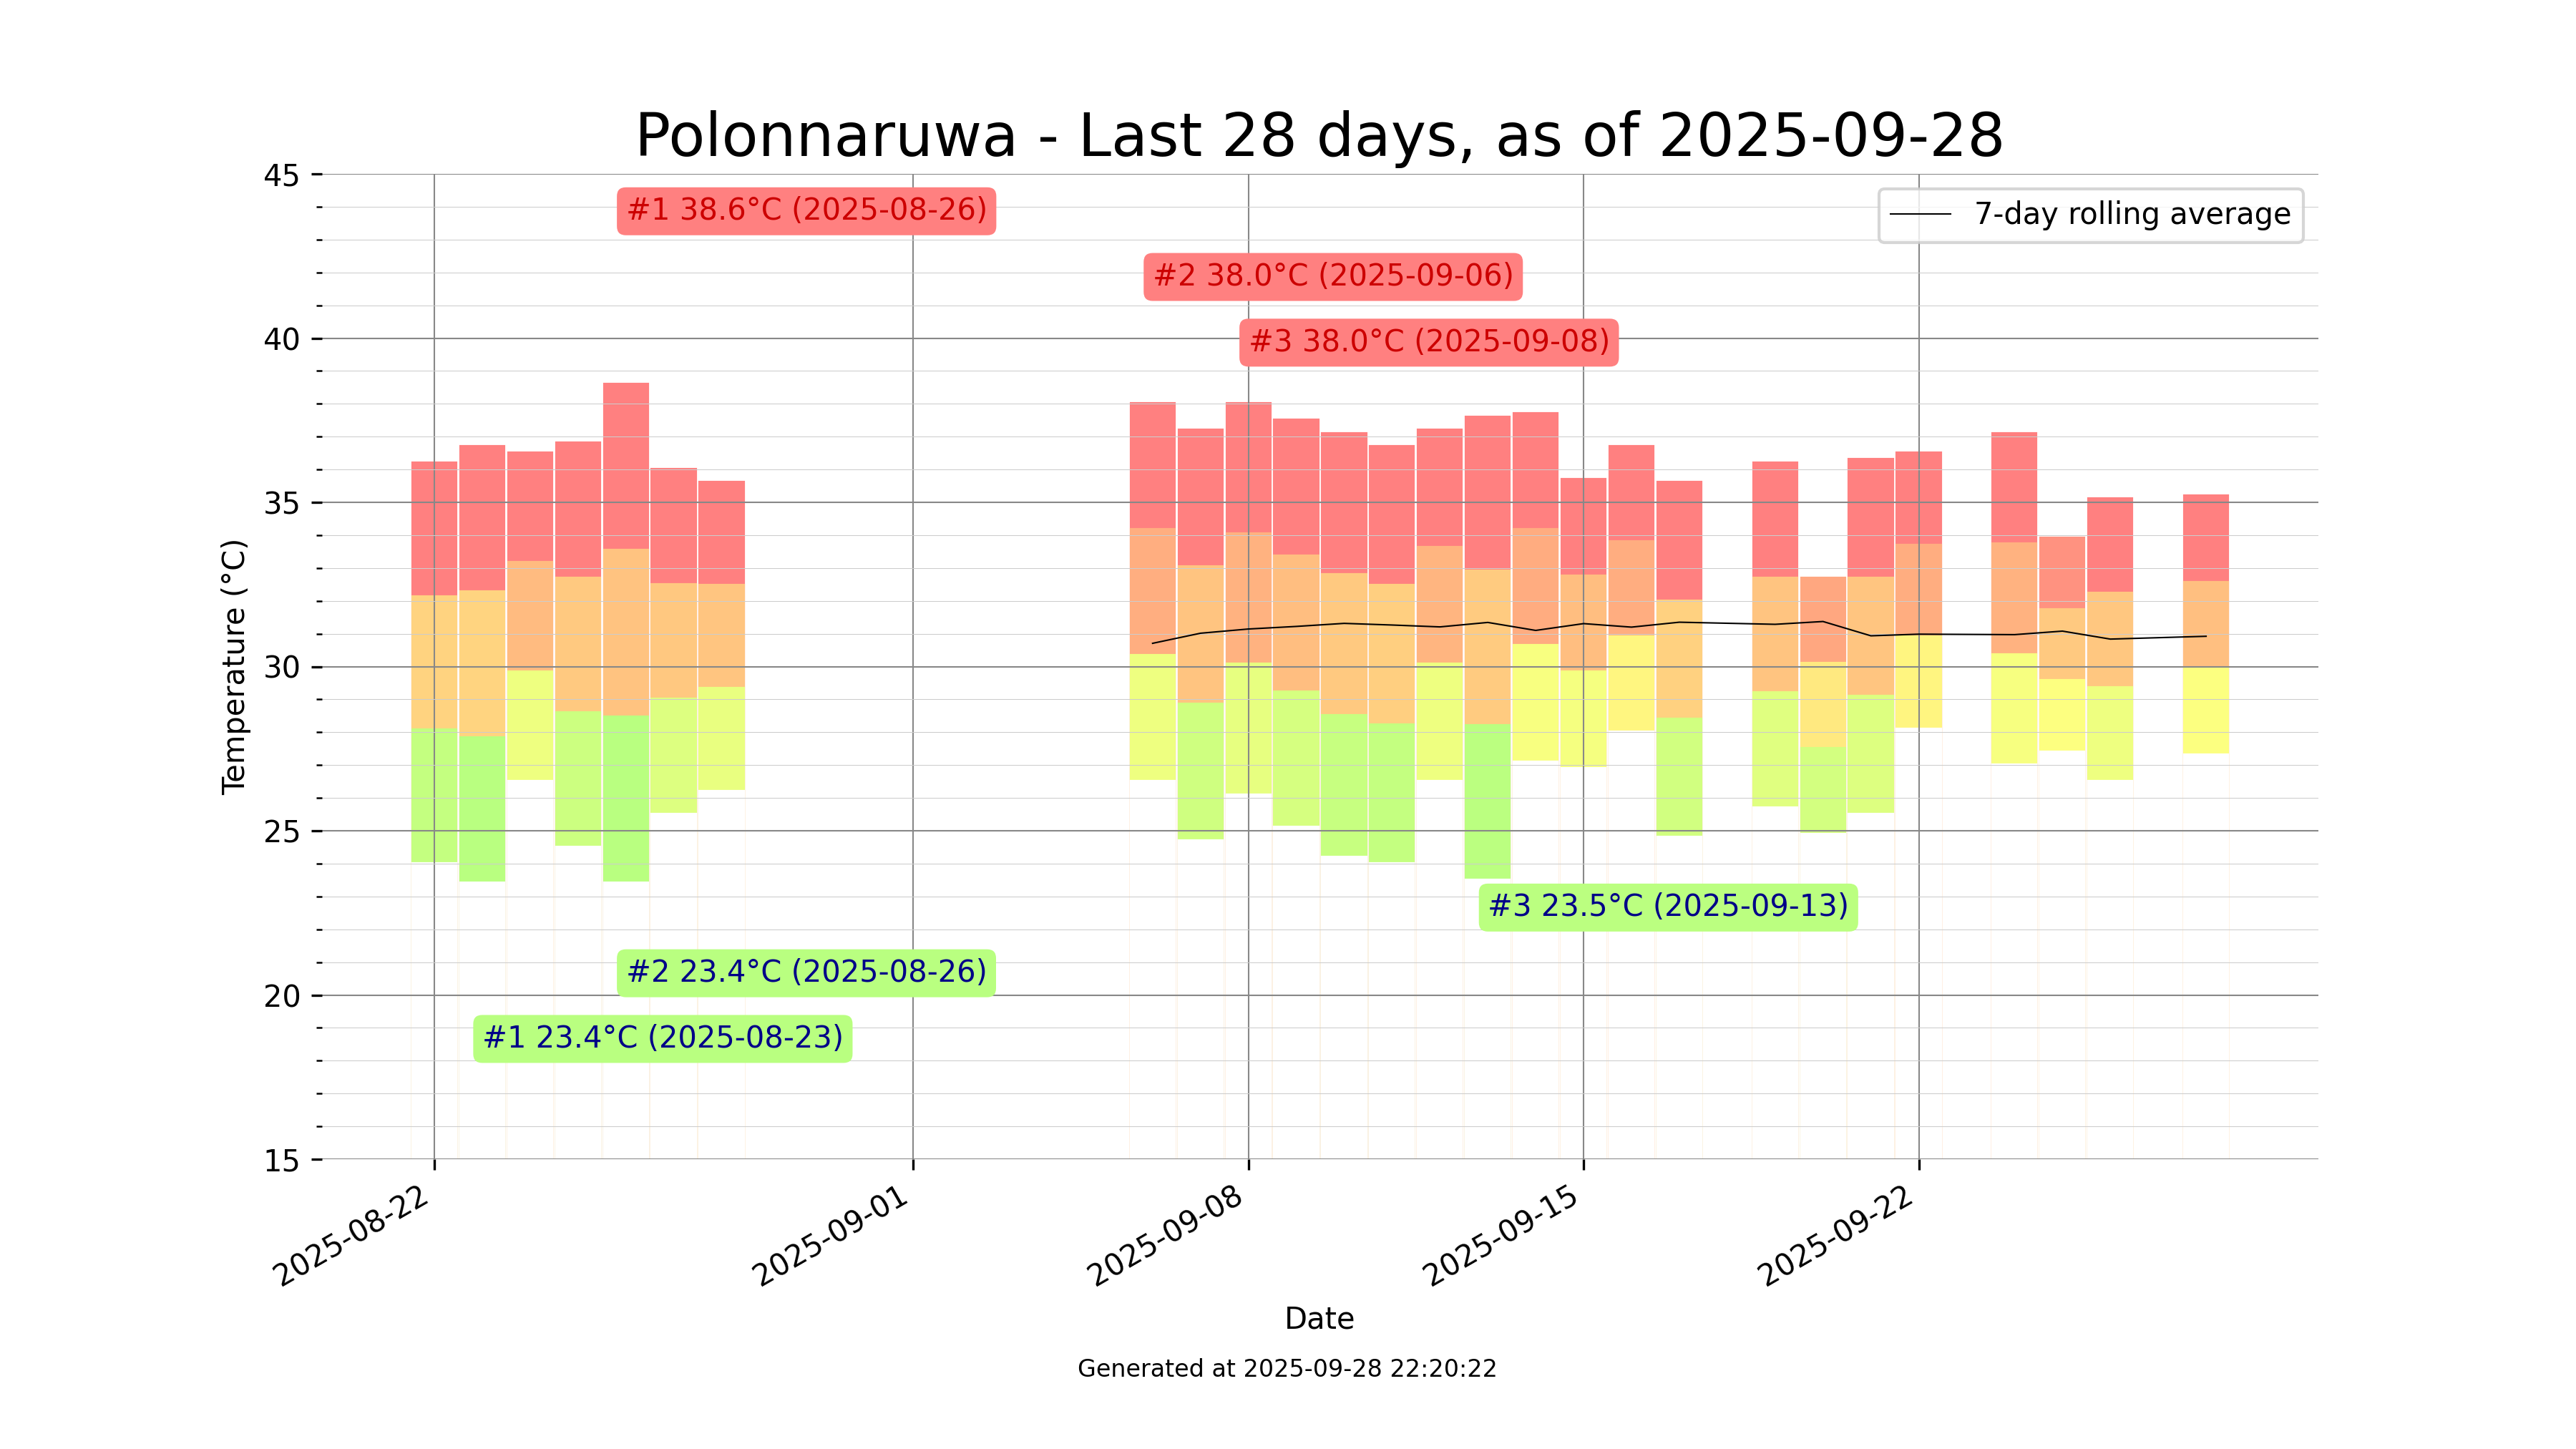 Polonnaruwa - Last 28 days, as of 2025-09-28
45
#1 38.6°C (2025-08-26)
7-day rolling average
#2 38.0°C (2025-09-06)
40
#3 38.0°C (2025-09-08)
35
Temperature (°C)
30
25
#3 23.5°C (2025-09-13)
#2 23.4°C (2025-08-26)
20
#1 23.4°C (2025-08-23)
15
2025-08-22
2025-09-01
2025-09-08
2025-09-15
2025-09-22
Date
Generated at 2025-09-28 22:20:22